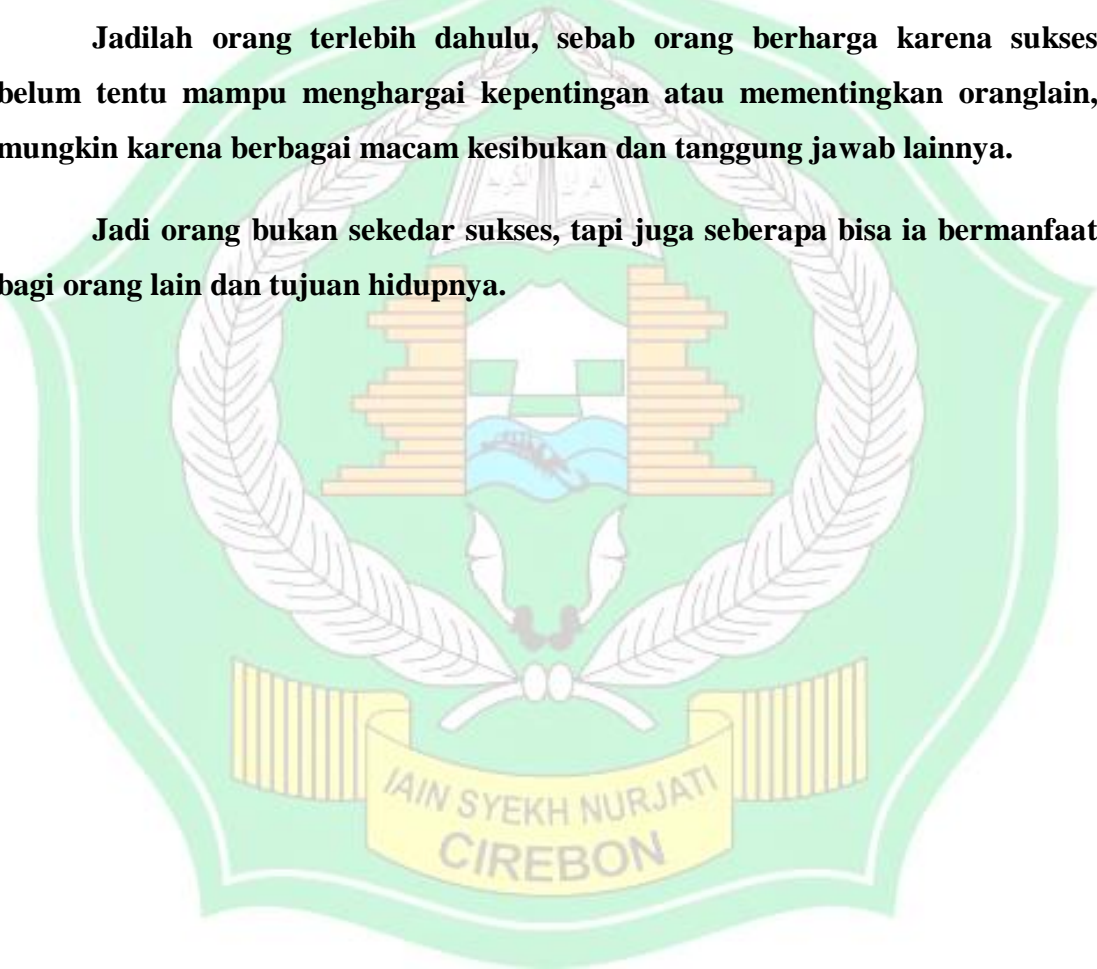 Jadilah orang terlebih dahulu, sebab orang berharga karena sukses
belum tentu mampu menghargai kepentingan atau mementingkan oranglain,
mungkin karena berbagai macam kesibukan dan tanggung jawab lainnya.
Jadi orang bukan sekedar sukses, tapi juga seberapa bisa ia bermanfaat
bagi orang lain dan tujuan hidupnya.
IAIN SYEKH NURJATI
CIREBON